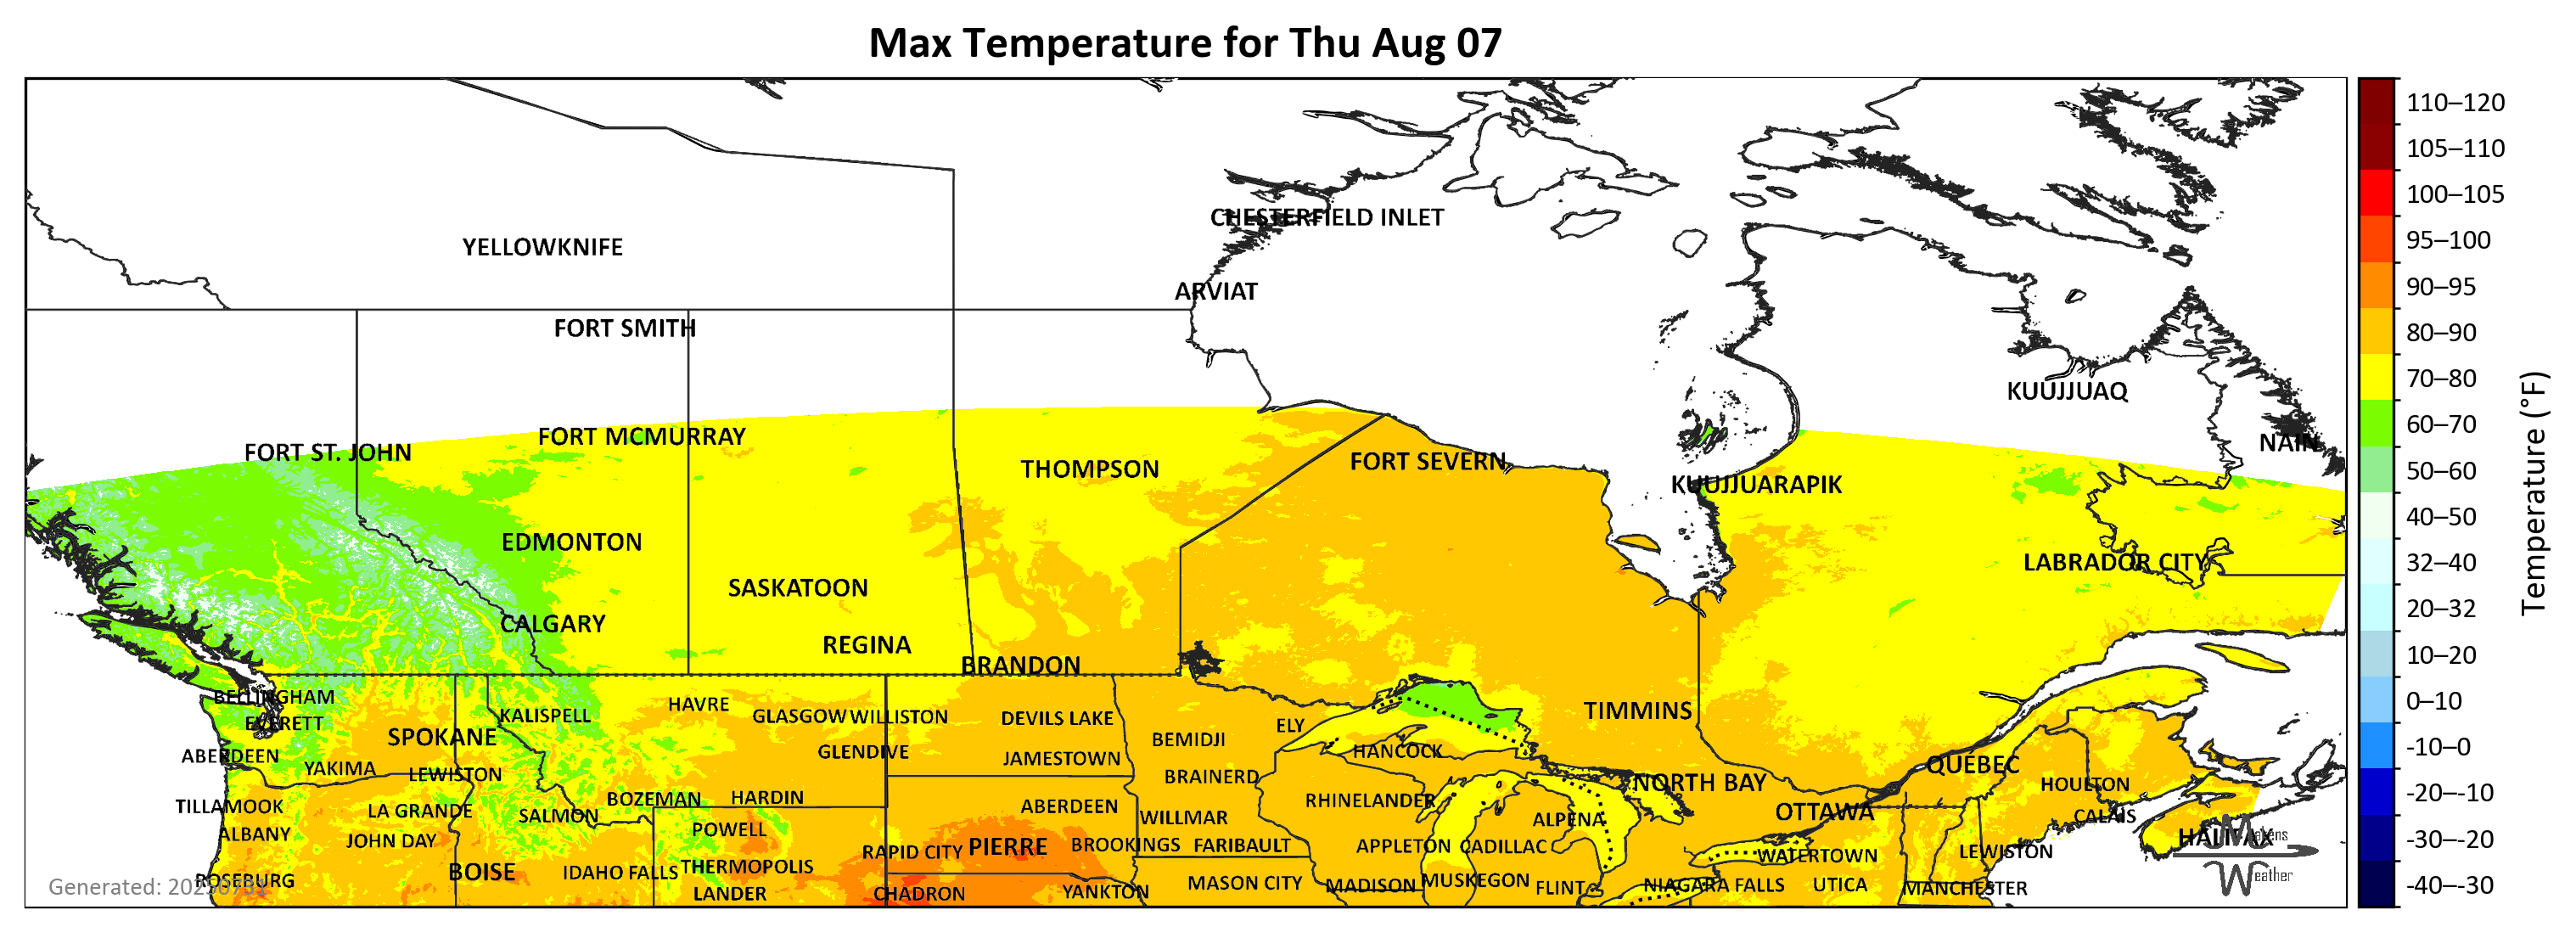 Max Temperature for Thu Aug 07
110–120
105–110
CHESTERFIELD INLET
100–105
YELLOWKNIFE
95–100
ARVIAT
90–95
FORT SMITH
80–90
KUUJJUAQ
70–80
FORT MCMURRAY
60–70
NAIN
FORT ST. JOHN
FORT SEVERN
THOMPSON
50–60
KUUJJUARAPIK
40–50
EDMONTON
LABRADOR CITY
32–40
SASKATOON
20–32
CALGARY
REGINA
10–20
BRANDON
BELLINGHAM
HAVRE
0–10
KALISPELL
GLASGOW
WILLISTON
DEVILS LAKE
TIMMINS
EVERETT
ELY
SPOKANE
BEMIDJI
-10–0
GLENDIVE
HANCOCK
ABERDEEN
JAMESTOWN
QUÉBEC
YAKIMA
LEWISTON
BRAINERD
NORTH BAY
HOULTON
-20–-10
BOZEMAN
HARDIN
RHINELANDER
TILLAMOOK
ABERDEEN
LA GRANDE
SALMON
WILLMAR
OTTAWA
CALAIS
ALPENA
POWELL
ALBANY
HALIFAX
Makens
Weather
-30–-20
JOHN DAY
PIERRE
BROOKINGS
FARIBAULT
APPLETON
CADILLAC
RAPID CITY
LEWISTON
WATERTOWN
THERMOPOLIS
BOISE
IDAHO FALLS
ROSEBURG
MUSKEGON
MASON CITY
MADISON
FLINT
NIAGARA FALLS
UTICA
MANCHESTER
-40–-30
LANDER
CHADRON
YANKTON
Generated: 20250731
Temperature (°F)